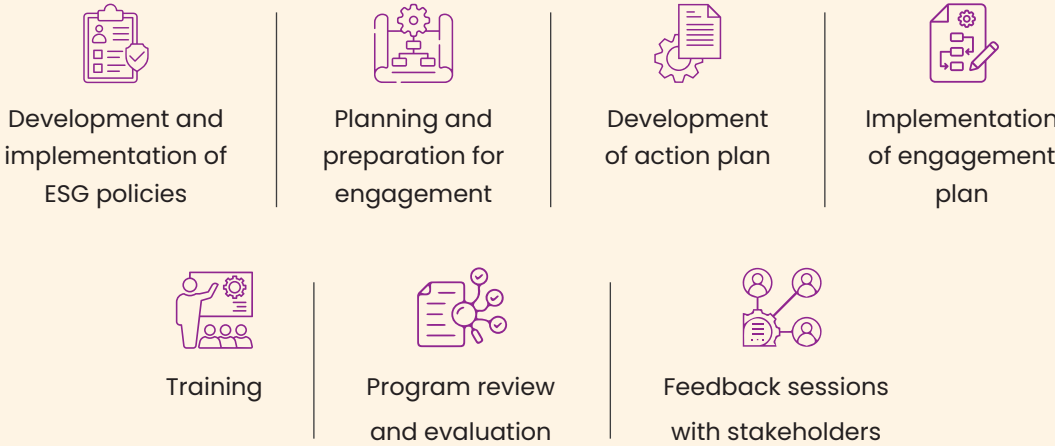 Development and
implementation of
ESG policies
Planning and
preparation for
engagement
Development
of action plan
Implementation
of engagement
plan
Training
Program review
and evaluation
Feedback sessions
with stakeholders